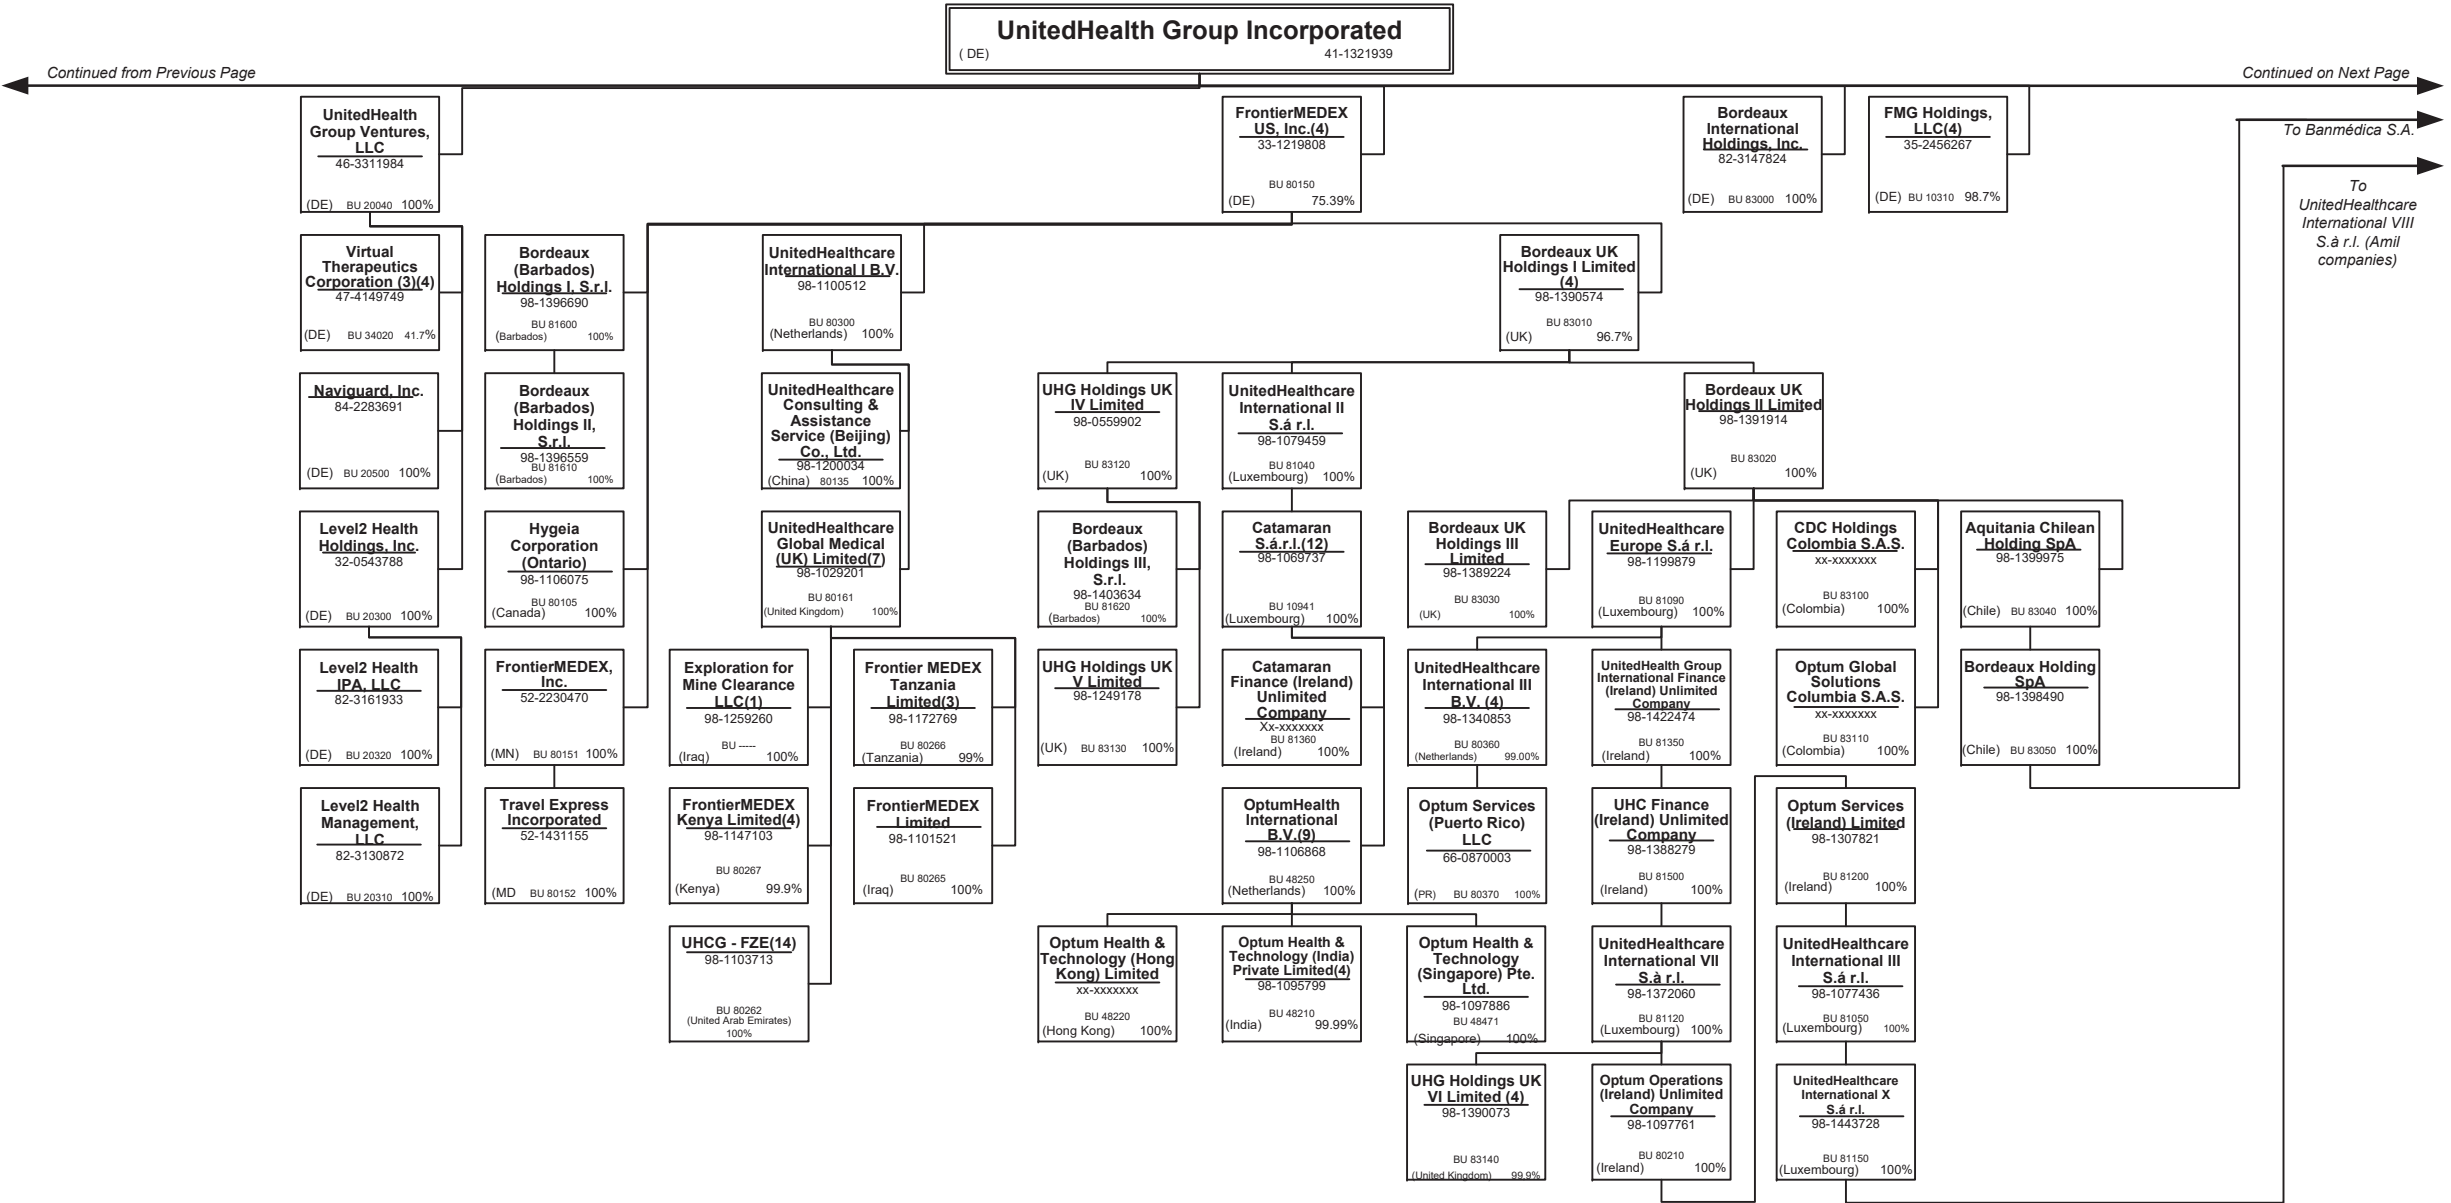 UnitedHealth Group Incorporated
( DE) 41-1321939
Continued from Previous Page
Continued on Next Page
UnitedHealth
Group Ventures,
LLC
46-3311984
(DE) BU 20040 100%
FrontierMEDEX
US, Inc.(4)
33-1219808
BU 80150
(DE) 75.39%
Bordeaux
International
Holdings, Inc.
82-3147824
(DE) BU 83000 100%
FMG Holdings,
LLC(4)
35-2456267
(DE) BU 10310 98.7%
To Banmédica S.A.
To
UnitedHealthcare
International VIII
S.à r.l. (Amil
companies)
Virtual
Therapeutics
Corporation (3)(4)
47-4149749
(DE) BU 34020 41.7%
Bordeaux
(Barbados)
Holdings I, S.r.l.
98-1396690
BU 81600
(Barbados) 100%
UnitedHealthcare
International I B.V.
98-1100512
BU 80300
(Netherlands) 100%
Bordeaux UK
Holdings I Limited
(4)
98-1390574
BU 83010
(UK) 96.7%
Naviguard, Inc.
84-2283691
(DE) BU 20500 100%
Bordeaux
(Barbados)
Holdings II,
S.r.l.
98-1396559
BU 81610
(Barbados) 100%
UnitedHealthcare
Consulting &
Assistance
Service (Beijing)
Co., Ltd.
98-1200034
(China) 80135 100%
UHG Holdings UK
IV Limited
98-0559902
BU 83120
(UK) 100%
UnitedHealthcare
International II
S.á r.l.
98-1079459
BU 81040
(Luxembourg) 100%
Bordeaux UK
Holdings II Limited
98-1391914
BU 83020
(UK) 100%
Level2 Health
Holdings, Inc.
32-0543788
(DE) BU 20300 100%
Hygeia
Corporation
(Ontario)
98-1106075
BU 80105
(Canada) 100%
UnitedHealthcare
Global Medical
(UK) Limited(7)
98-1029201
BU 80161
(United Kingdom) 100%
Bordeaux
(Barbados)
Holdings III,
S.r.l.
98-1403634
BU 81620
(Barbados) 100%
Catamaran
S.á.r.l.(12)
98-1069737
BU 10941
(Luxembourg) 100%
Bordeaux UK
Holdings III
Limited
98-1389224
BU 83030
(UK) 100%
UnitedHealthcare
Europe S.á r.l.
98-1199879
BU 81090
(Luxembourg) 100%
CDC Holdings
Colombia S.A.S.
xx-xxxxxxx
BU 83100
(Colombia) 100%
Aquitania Chilean
Holding SpA
98-1399975
(Chile) BU 83040 100%
Level2 Health
IPA, LLC
82-3161933
(DE) BU 20320 100%
FrontierMEDEX,
Inc.
52-2230470
(MN) BU 80151 100%
Exploration for
Mine Clearance
LLC(1)
98-1259260
BU -----
(Iraq) 100%
Frontier MEDEX
Tanzania
Limited(3)
98-1172769
BU 80266
(Tanzania) 99%
UHG Holdings UK
V Limited
98-1249178
(UK) BU 83130 100%
Catamaran
Finance (Ireland)
Unlimited
Company
Xx-xxxxxxx
BU 81360
(Ireland) 100%
UnitedHealthcare
International III
B.V. (4)
98-1340853
BU 80360
(Netherlands) 99.00%
UnitedHealth Group
International Finance
(Ireland) Unlimited
Company
98-1422474
BU 81350
(Ireland) 100%
Optum Global
Solutions
Columbia S.A.S.
xx-xxxxxxx
BU 83110
(Colombia) 100%
Bordeaux Holding
SpA
98-1398490
(Chile) BU 83050 100%
Level2 Health
Management,
LLC
82-3130872
(DE) BU 20310 100%
Travel Express
Incorporated
52-1431155
(MD BU 80152 100%
FrontierMEDEX
Kenya Limited(4)
98-1147103
BU 80267
(Kenya) 99.9%
FrontierMEDEX
Limited
98-1101521
BU 80265
(Iraq) 100%
OptumHealth
International
B.V.(9)
98-1106868
BU 48250
(Netherlands) 100%
Optum Services
(Puerto Rico)
LLC
66-0870003
(PR) BU 80370 100%
UHC Finance
(Ireland) Unlimited
Company
98-1388279
BU 81500
(Ireland) 100%
Optum Services
(Ireland) Limited
98-1307821
BU 81200
(Ireland) 100%
UHCG - FZE(14)
98-1103713
BU 80262
(United Arab Emirates)
100%
Optum Health &
Technology (Hong
Kong) Limited
xx-xxxxxxx
BU 48220
(Hong Kong) 100%
Optum Health &
Technology (India)
Private Limited(4)
98-1095799
BU 48210
(India) 99.99%
Optum Health &
Technology
(Singapore) Pte.
Ltd.
98-1097886
BU 48471
(Singapore) 100%
UnitedHealthcare
International VII
S.à r.l.
98-1372060
BU 81120
(Luxembourg) 100%
UnitedHealthcare
International III
S.á r.l.
98-1077436
BU 81050
(Luxembourg) 100%
UHG Holdings UK
VI Limited (4)
98-1390073
BU 83140
(United Kingdom) 99.9%
Optum Operations
(Ireland) Unlimited
Company
98-1097761
BU 80210
(Ireland) 100%
UnitedHealthcare
International X
S.á r.l.
98-1443728
BU 81150
(Luxembourg) 100%